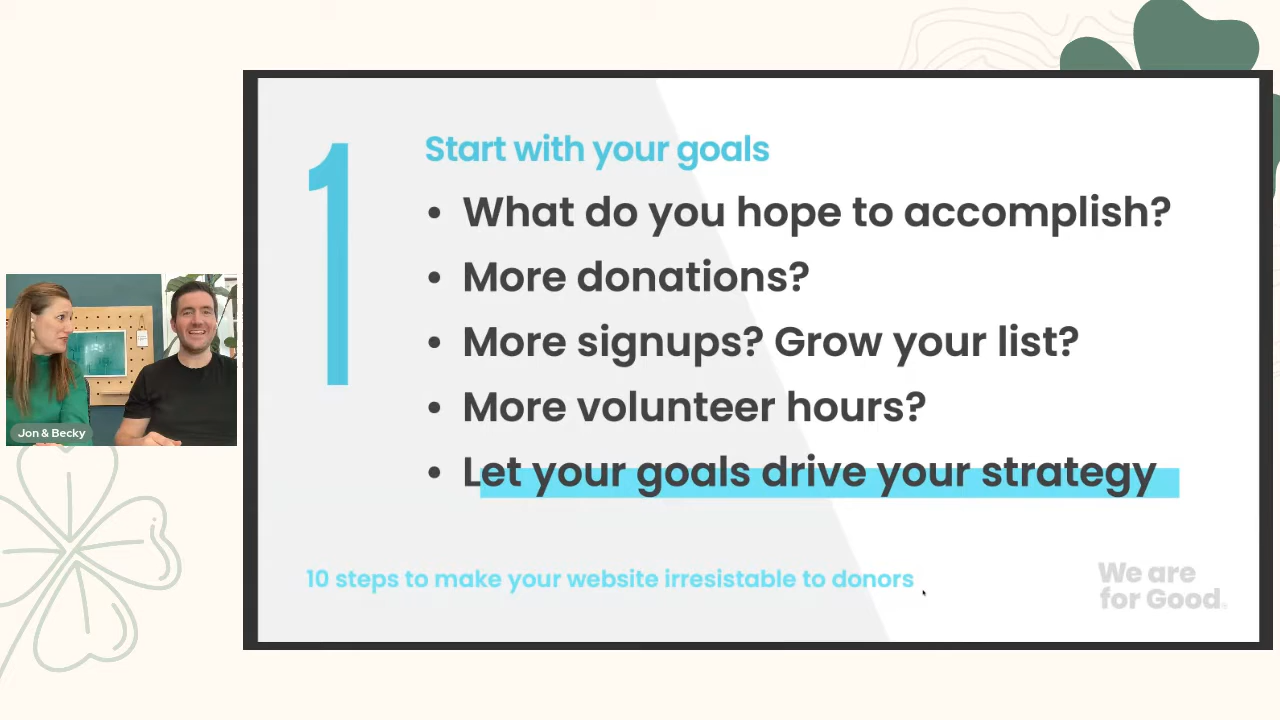 1
Start with your goals
• What do you hope to accomplish?
• More donations?
• More signups? Grow your list?
• More volunteer hours?
• Let your goals drive your strategy
Jon & Becky
10 steps to make your website irresistable to donors
We are
for Good®